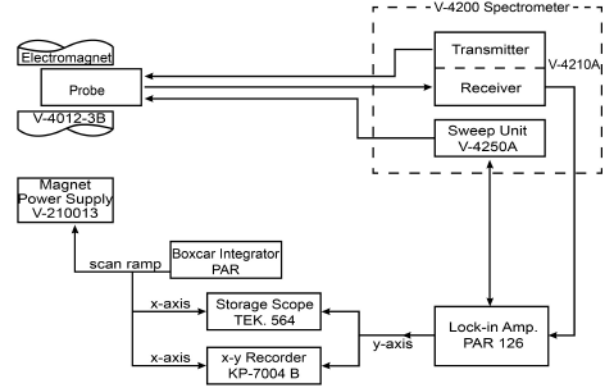 V-4200 Spectrometer
Electromagnet
Transmitter
V-4210A
Probe
Receiver
V-4012-3B
Sweep Unit
V-4250A
Magnet
Power Supply
V-210013
Boxcar Integrator
PAR
scan ramp
x-axis
Storage Scope
TEK. 564
y-axis
Lock-in Amp.
PAR 126
x-axis
x-y Recorder
KP-7004 B